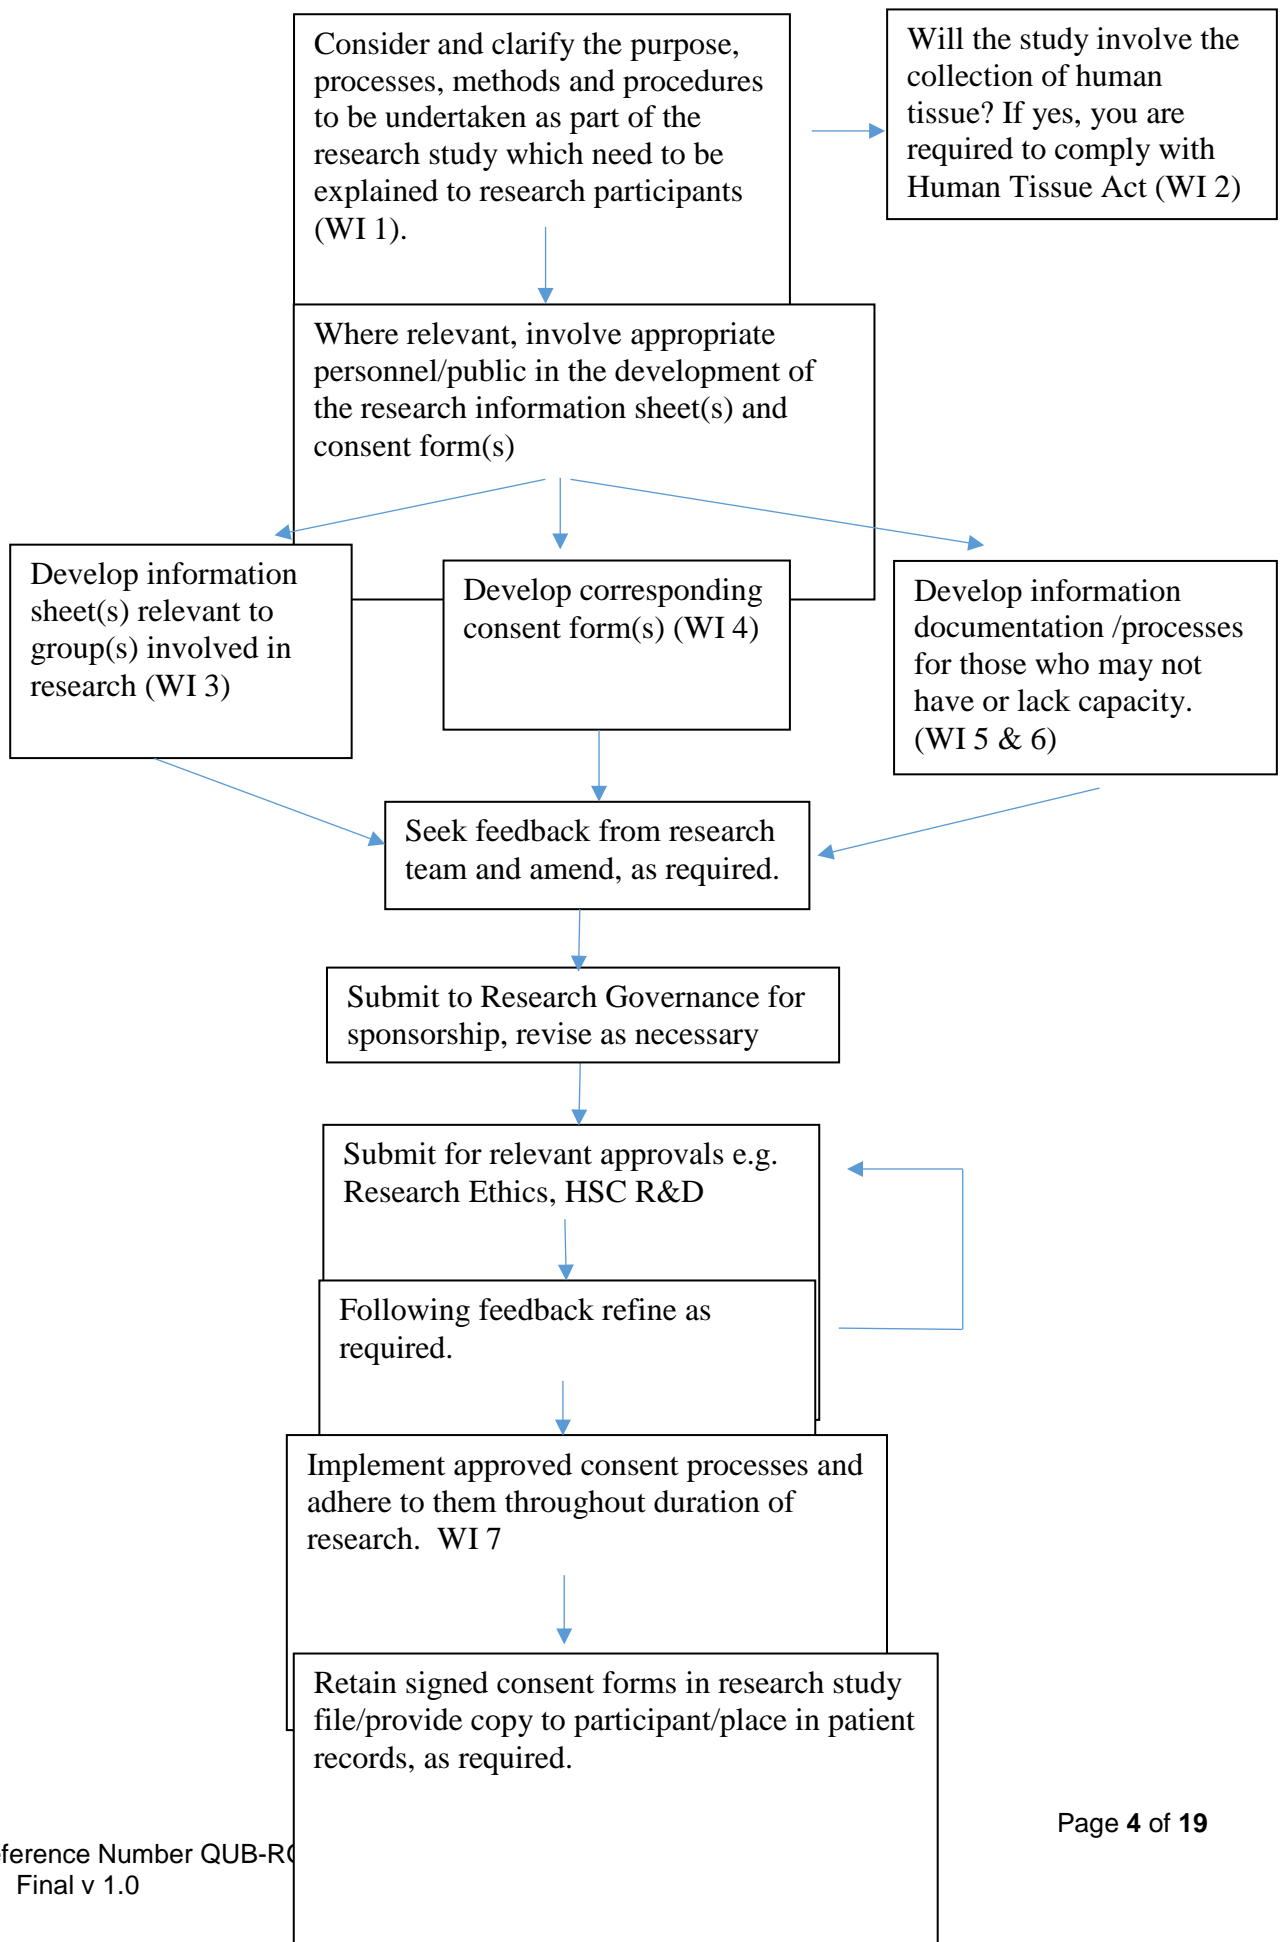 Consider and clarify the purpose,
processes, methods and procedures
to be undertaken as part of the
research study which need to be
explained to research participants
(WI 1).
Will the study involve the
collection of human
tissue? If yes, you are
required to comply with
Human Tissue Act (WI 2)
Where relevant, involve appropriate
personnel/public in the development of
the research information sheet(s) and
consent form(s)
Develop information
sheet(s) relevant to
group(s) involved in
research (WI 3)
Develop corresponding
consent form(s) (WI 4)
Develop information
documentation /processes
for those who may not
have or lack capacity.
(WI 5 & 6)
Seek feedback from research
team and amend, as required.
Submit to Research Governance for
sponsorship, revise as necessary
Submit for relevant approvals e.g.
Research Ethics, HSC R&D
Following feedback refine as
required.
Implement approved consent processes and
adhere to them throughout duration of
research.  WI 7
Retain signed consent forms in research study
file/provide copy to participant/place in patient
records, as required.
Page 4 of 19
Number QUB-R
Final v 1.0